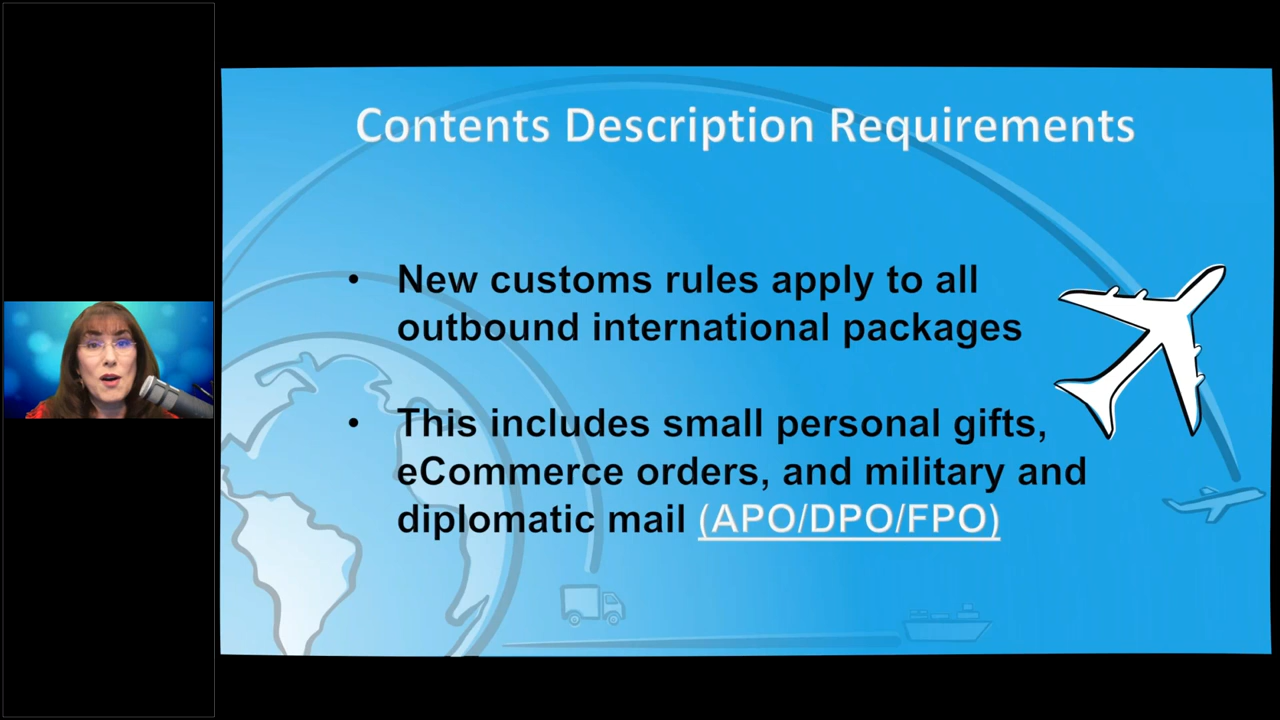 Contents Description Requirements
• New customs rules apply to all
outbound international packages
• This includes small personal gifts,
eCommerce orders, and military and
diplomatic mail (APO/DPO/FPO)